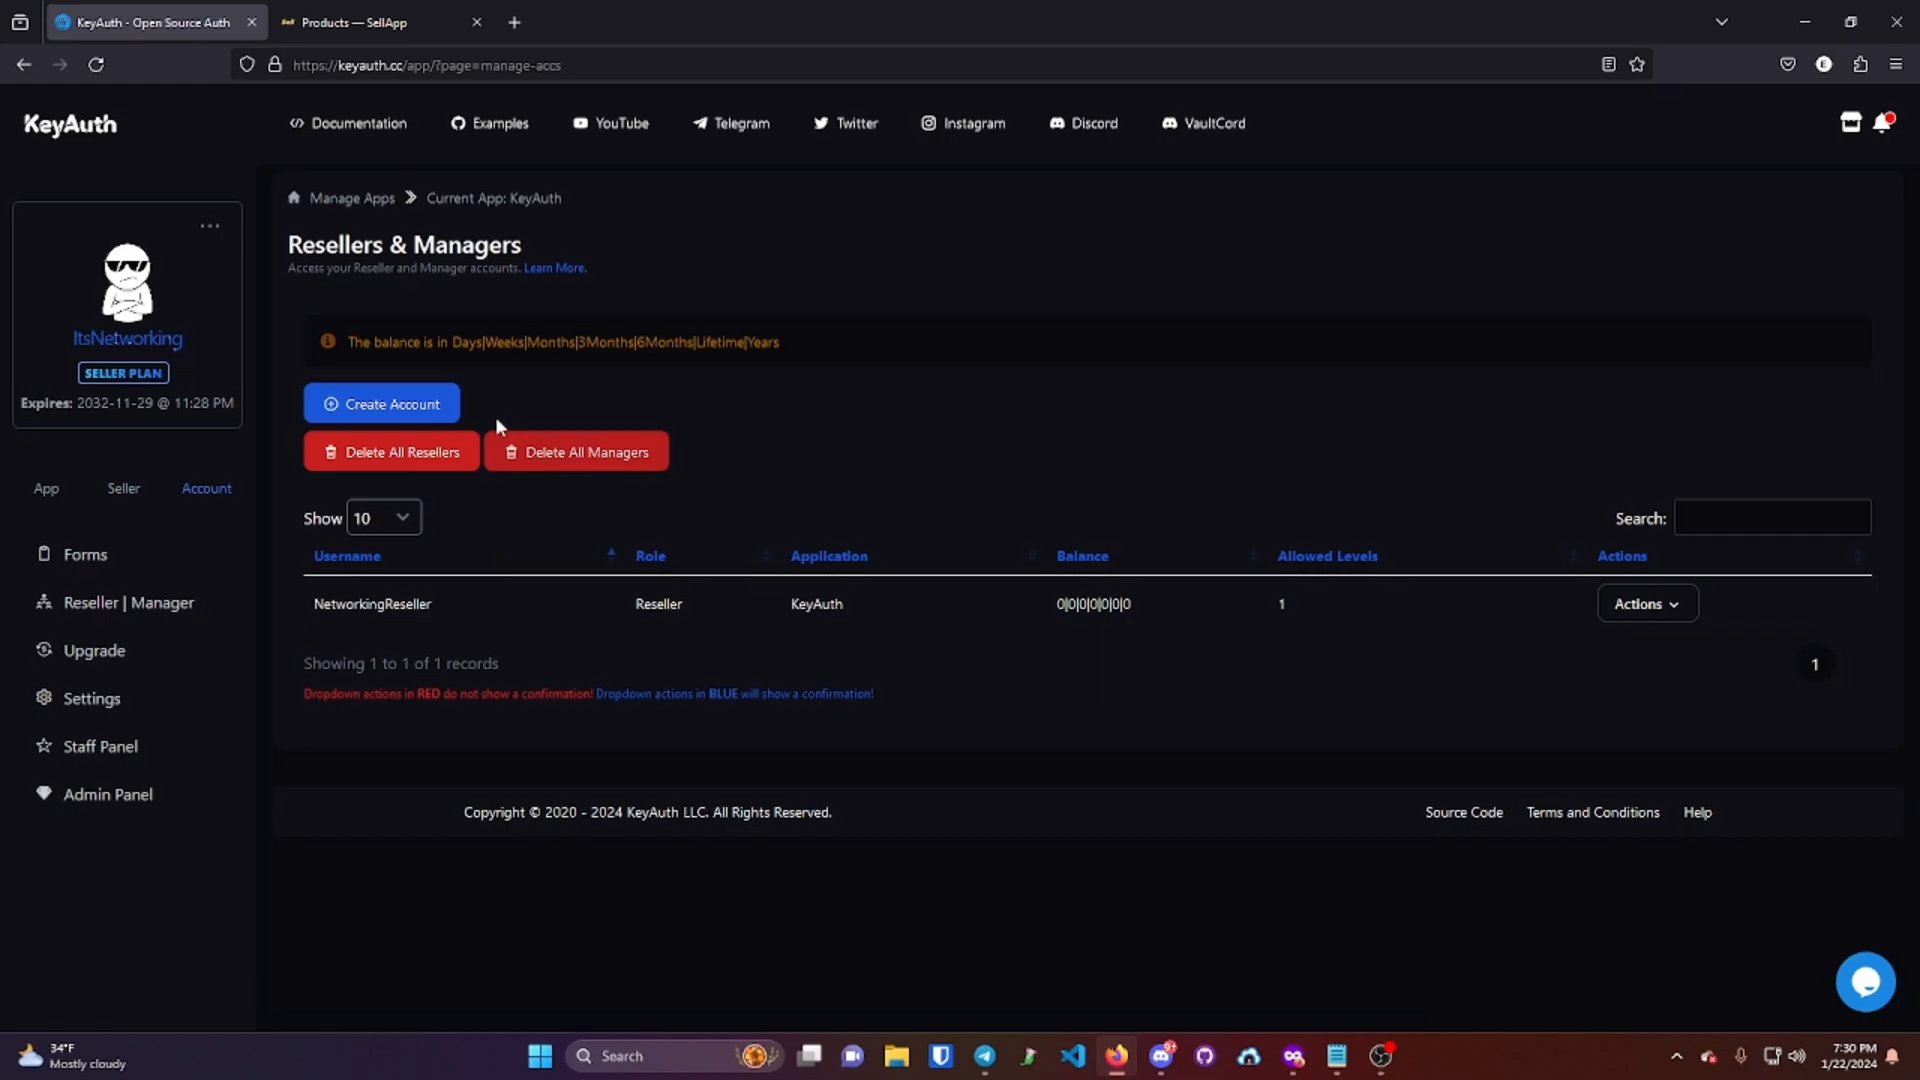 KeyAuth - Open Source Auth
Products — SellApp
https://keyauth.cc/app/?page=manage-accs
E
KeyAuth
Documentation Examples YouTube Telegram Twitter Instagram Discord VaultCord
Manage Apps Current App: KeyAuth
Resellers & Managers
Access your Reseller and Manager accounts. Learn More.
ItsNetworking
SELLER PLAN
Expires: 2032-11-29 @ 11:28 PM
The balance is in Days|Weeks|Months|3Months|6Months|Lifetime|Years
Create Account
Delete All Resellers Delete All Managers
App Seller Account
Forms
Reseller | Manager
Upgrade
Settings
Staff Panel
Admin Panel
Show 10 Search:
Username Role Application Balance Allowed Levels Actions
NetworkingReseller Reseller KeyAuth 0|0|0|0|0|0|0 1 Actions
Showing 1 to 1 of 1 records 1
Dropdown actions in RED do not show a confirmation! Dropdown actions in BLUE will show a confirmation!
Copyright © 2020 - 2024 KeyAuth LLC. All Rights Reserved. Source Code Terms and Conditions Help
34°F
Mostly cloudy
Search
9+
7:30 PM
1/22/2024